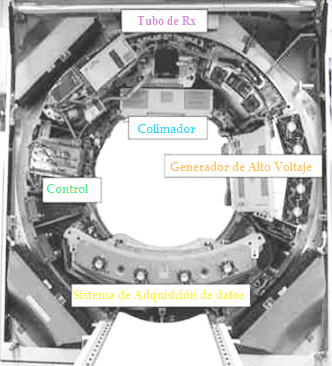 Tubo de Rx
Colimador
Generador de Alto Voltaje
Control
Sistema de Adquisición de datos